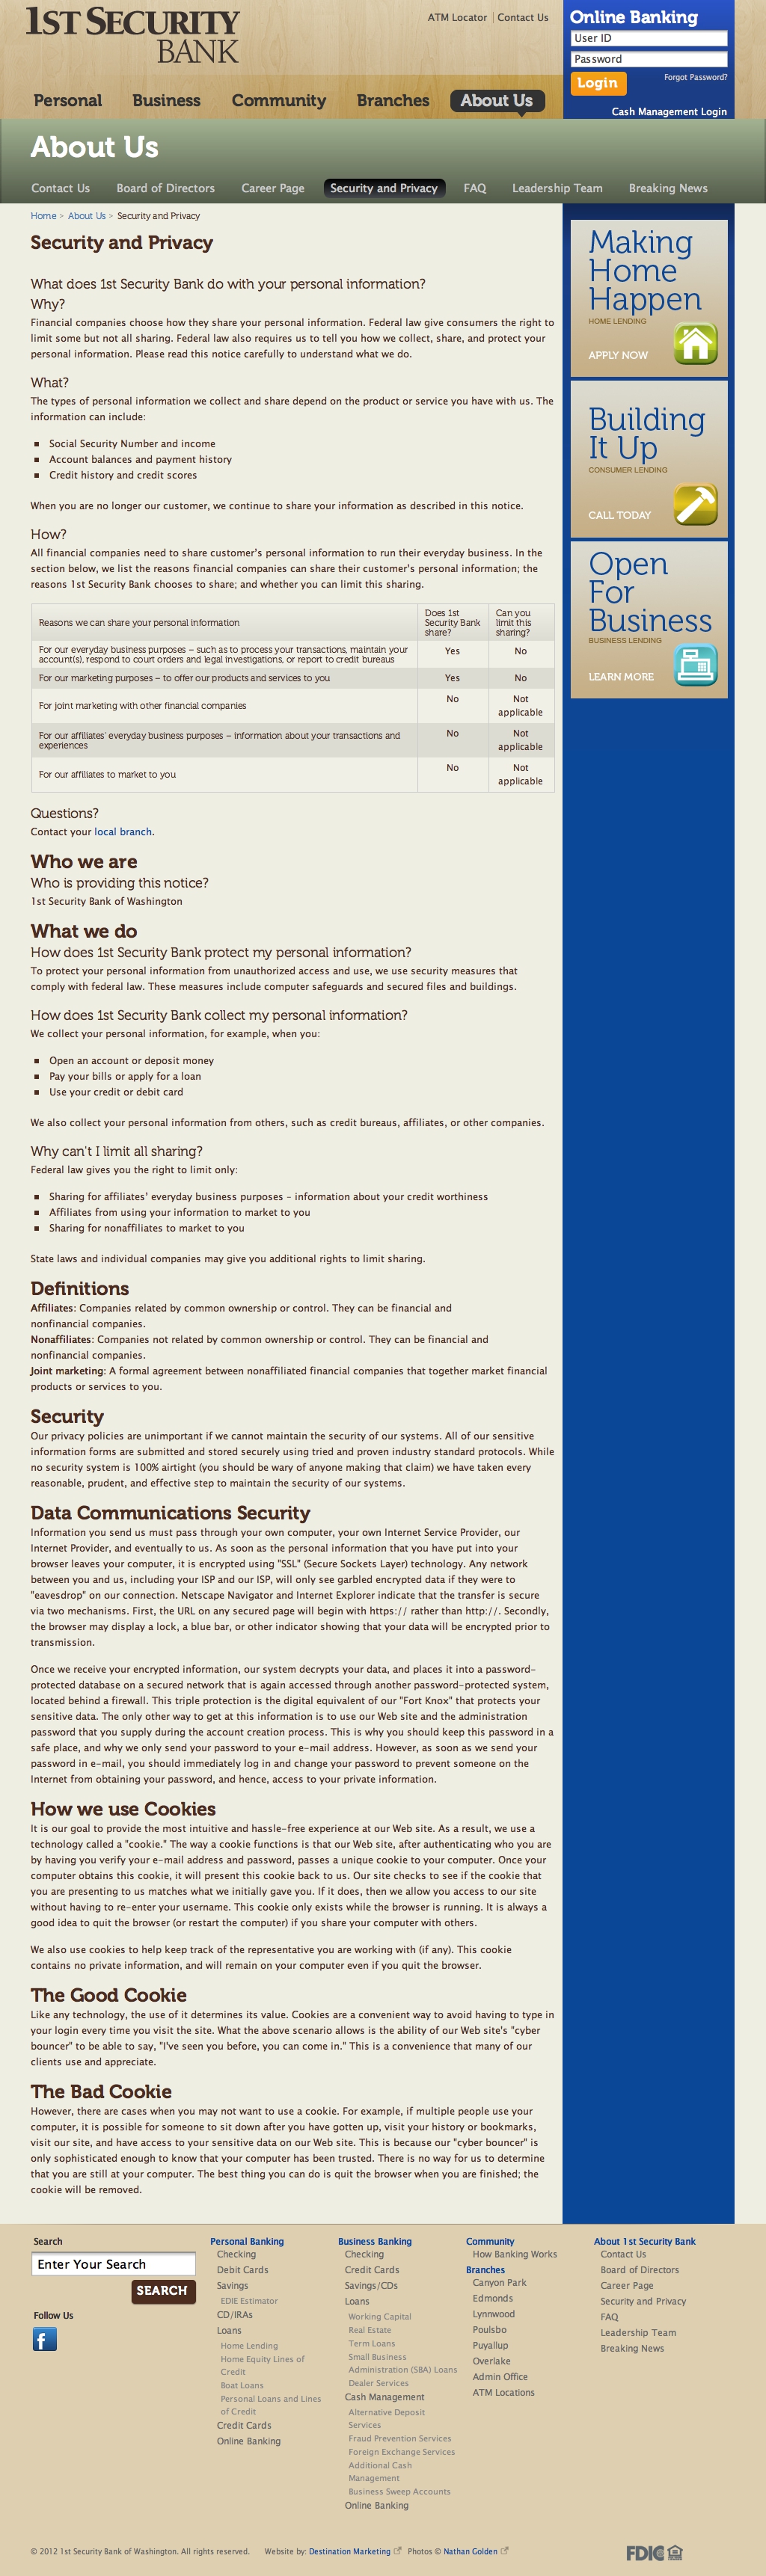 1ST SECURITY
BANK
ATM Locator | Contact Us
Online Banking
User ID
Password
Login
Forgot Password?
Cash Management Login
Personal Business Community Branches About Us
About Us
Contact Us Board of Directors Career Page Security and Privacy FAQ Leadership Team Breaking News
Home > About Us > Security and Privacy
Security and Privacy
What does 1st Security Bank do with your personal information?
Why?
Financial companies choose how they share your personal information. Federal law give consumers the right to
limit some but not all sharing. Federal law also requires us to tell you how we collect, share, and protect your
personal information. Please read this notice carefully to understand what we do.
What?
The types of personal information we collect and share depend on the product or service you have with us. The
information can include:
Social Security Number and income
Account balances and payment history
Credit history and credit scores
When you are no longer our customer, we continue to share your information as described in this notice.
How?
All financial companies need to share customer's personal information to run their everyday business. In the
section below, we list the reasons financial companies can share their customer's personal information; the
reasons 1st Security Bank chooses to share; and whether you can limit this sharing.
Reasons we can share your personal information
Does 1st
Security Bank
share?
Can you
limit this
sharing?
For our everyday business purposes – such as to process your transactions, maintain your
account(s), respond to court orders and legal investigations, or report to credit bureaus
Yes No
For our marketing purposes – to offer our products and services to you Yes No
For joint marketing with other financial companies
No
Not
applicable
For our affiliates' everyday business purposes – information about your transactions and
experiences
No
Not
applicable
For our affiliates to market to you
No
Not
applicable
Questions?
Contact your local branch.
Who we are
Who is providing this notice?
1st Security Bank of Washington
What we do
How does 1st Security Bank protect my personal information?
To protect your personal information from unauthorized access and use, we use security measures that
comply with federal law. These measures include computer safeguards and secured files and buildings.
How does 1st Security Bank collect my personal information?
We collect your personal information, for example, when you:
Open an account or deposit money
Pay your bills or apply for a loan
Use your credit or debit card
We also collect your personal information from others, such as credit bureaus, affiliates, or other companies.
Why can't I limit all sharing?
Federal law gives you the right to limit only:
Sharing for affiliates' everyday business purposes – information about your credit worthiness
Affiliates from using your information to market to you
Sharing for nonaffiliates to market to you
State laws and individual companies may give you additional rights to limit sharing.
Definitions
Affiliates: Companies related by common ownership or control. They can be financial and
nonfinancial companies.
Nonaffiliates: Companies not related by common ownership or control. They can be financial and
nonfinancial companies.
Joint marketing: A formal agreement between nonaffiliated financial companies that together market financial
products or services to you.
Security
Our privacy policies are unimportant if we cannot maintain the security of our systems. All of our sensitive
information forms are submitted and stored securely using tried and proven industry standard protocols. While
no security system is 100% airtight (you should be wary of anyone making that claim) we have taken every
reasonable, prudent, and effective step to maintain the security of our systems.
Data Communications Security
Information you send us must pass through your own computer, your own Internet Service Provider, our
Internet Provider, and eventually to us. As soon as the personal information that you have put into your
browser leaves your computer, it is encrypted using "SSL" (Secure Sockets Layer) technology. Any network
between you and us, including your ISP and our ISP, will only see garbled encrypted data if they were to
"eavesdrop" on our connection. Netscape Navigator and Internet Explorer indicate that the transfer is secure
via two mechanisms. First, the URL on any secured page will begin with https:// rather than http://. Secondly,
the browser may display a lock, a blue bar, or other indicator showing that your data will be encrypted prior to
transmission.
Once we receive your encrypted information, our system decrypts your data, and places it into a password-
protected database on a secured network that is again accessed through another password-protected system,
located behind a firewall. This triple protection is the digital equivalent of our "Fort Knox" that protects your
sensitive data. The only other way to get at this information is to use our Web site and the administration
password that you supply during the account creation process. This is why you should keep this password in a
safe place, and why we only send your password to your e-mail address. However, as soon as we send your
password in e-mail, you should immediately log in and change your password to prevent someone on the
Internet from obtaining your password, and hence, access to your private information.
How we use Cookies
It is our goal to provide the most intuitive and hassle-free experience at our Web site. As a result, we use a
technology called a "cookie." The way a cookie functions is that our Web site, after authenticating who you are
by having you verify your e-mail address and password, passes a unique cookie to your computer. Once your
computer obtains this cookie, it will present this cookie back to us. Our site checks to see if the cookie that
you are presenting to us matches what we initially gave you. If it does, then we allow you access to our site
without having to re-enter your username. This cookie only exists while the browser is running. It is always a
good idea to quit the browser (or restart the computer) if you share your computer with others.
We also use cookies to help keep track of the representative you are working with (if any). This cookie
contains no private information, and will remain on your computer even if you quit the browser.
The Good Cookie
Like any technology, the use of it determines its value. Cookies are a convenient way to avoid having to type in
your login every time you visit the site. What the above scenario allows is the ability of our Web site's "cyber
bouncer" to be able to say, "I've seen you before, you can come in." This is a convenience that many of our
clients use and appreciate.
The Bad Cookie
However, there are cases when you may not want to use a cookie. For example, if multiple people use your
computer, it is possible for someone to sit down after you have gotten up, visit your history or bookmarks,
visit our site, and have access to your sensitive data on our Web site. This is because our "cyber bouncer" is
only sophisticated enough to know that your computer has been trusted. There is no way for us to determine
that you are still at your computer. The best thing you can do is quit the browser when you are finished; the
cookie will be removed.
Making
Home
Happen
HOME LENDING
APPLY NOW
Building
It Up
CONSUMER LENDING
CALL TODAY
Open
For
Business
BUSINESS LENDING
LEARN MORE
Search
Enter Your Search
SEARCH
Follow Us
Personal Banking
Checking
Debit Cards
Savings
EDIE Estimator
CD/IRAs
Loans
Home Lending
Home Equity Lines of
Credit
Boat Loans
Personal Loans and Lines
of Credit
Credit Cards
Online Banking
Business Banking
Checking
Credit Cards
Savings/CDs
Loans
Working Capital
Real Estate
Term Loans
Small Business
Administration (SBA) Loans
Dealer Services
Cash Management
Alternative Deposit
Services
Fraud Prevention Services
Foreign Exchange Services
Additional Cash
Management
Business Sweep Accounts
Online Banking
Community
How Banking Works
Branches
Canyon Park
Edmonds
Lynnwood
Poulsbo
Puyallup
Overlake
Admin Office
ATM Locations
About 1st Security Bank
Contact Us
Board of Directors
Career Page
Security and Privacy
FAQ
Leadership Team
Breaking News
© 2012 1st Security Bank of Washington. All rights reserved. Website by: Destination Marketing Photos © Nathan Golden
FDIC